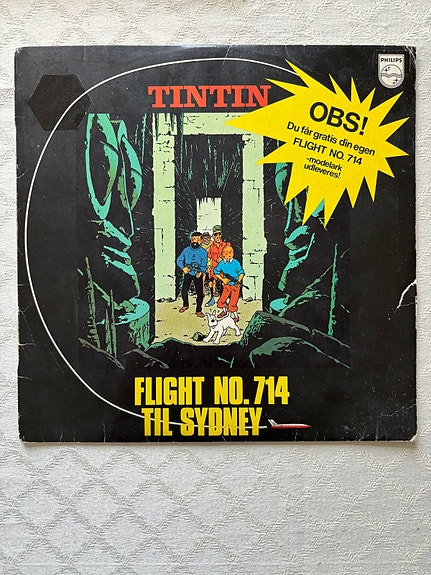 PHILIPS
TINTIN
OBS!
Du får gratis din egen
FLIGHT NO. 714
-modelark
udleveres!
FLIGHT NO. 714
TIL SYDNEY